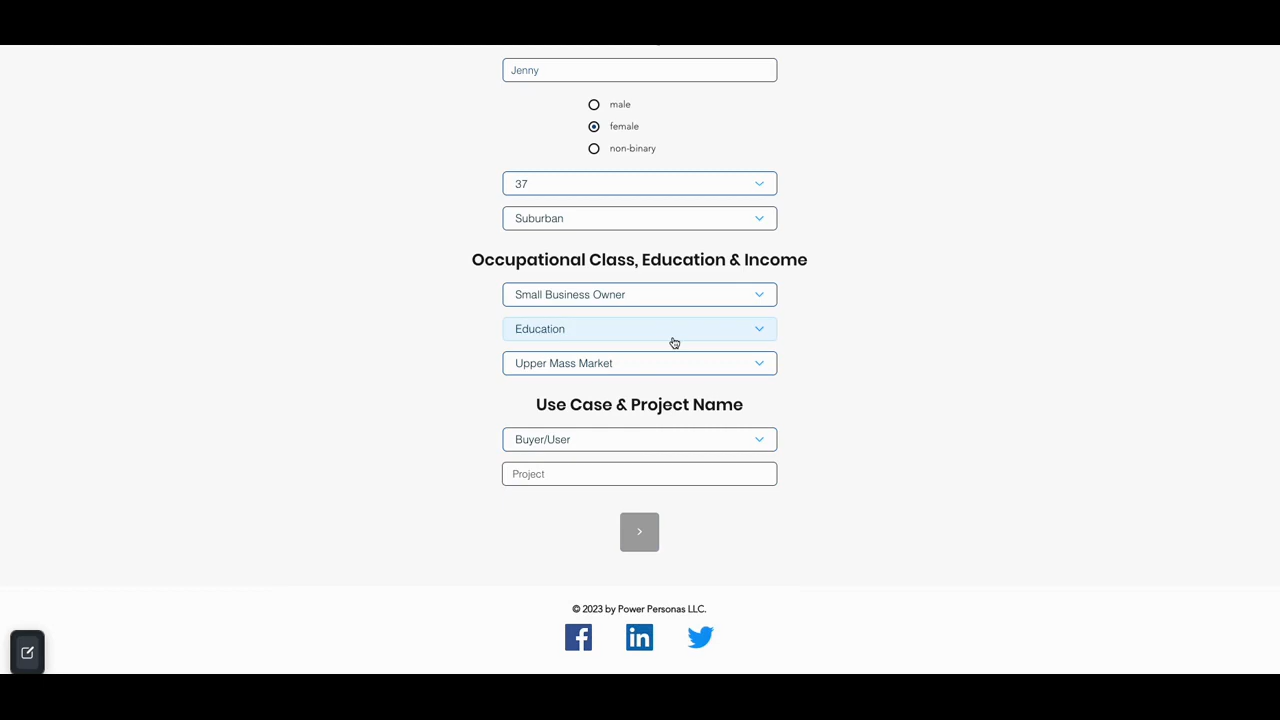 Jenny
male
female
non-binary
37
Suburban
Occupational Class, Education & Income
Small Business Owner
Education
Upper Mass Market
Use Case & Project Name
Buyer/User
Project
© 2023 by Power Personas LLC.